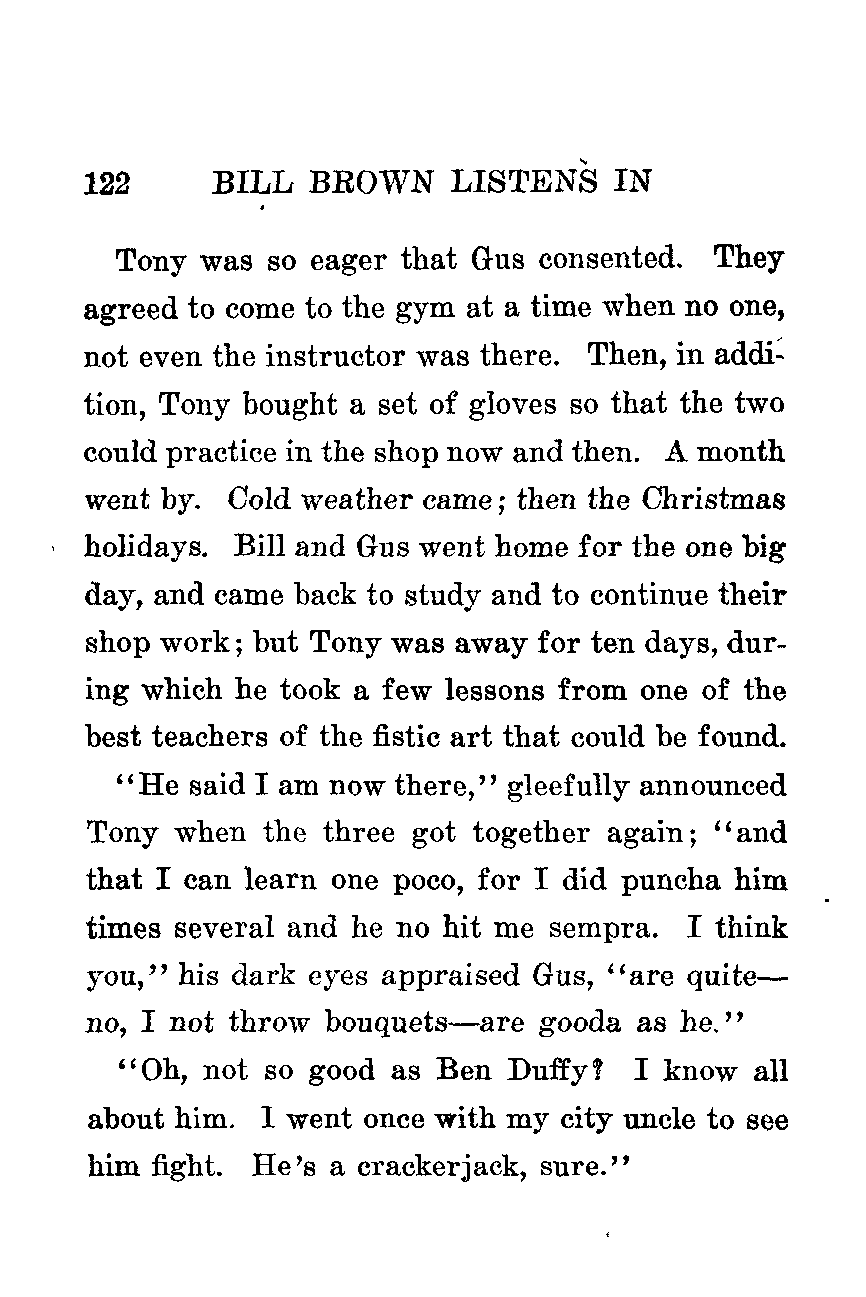 122 BILL BROWN LISTENS IN
Tony was so eager that Gus consented. They
agreed to come to the gym at a time when no one,
not even the instructor was there. Then, in addi-
tion, Tony bought a set of gloves so that the two
could practice in the shop now and then. A month
went by. Cold weather came; then the Christmas
holidays. Bill and Gus went home for the one big
day, and came back to study and to continue their
shop work; but Tony was away for ten days, dur-
ing which he took a few lessons from one of the
best teachers of the fistic art that could be found.
“He said I am now there,” gleefully announced
Tony when the three got together again; “and
that I can learn one poco, for I did puncha him
times several and he no hit me sempra. I think
you,” his dark eyes appraised Gus, “are quite—
no, I not throw bouquets—are gooda as he.”
“Oh, not so good as Ben Duffy? I know all
about him. I went once with my city uncle to see
him fight. He’s a crackerjack, sure.”